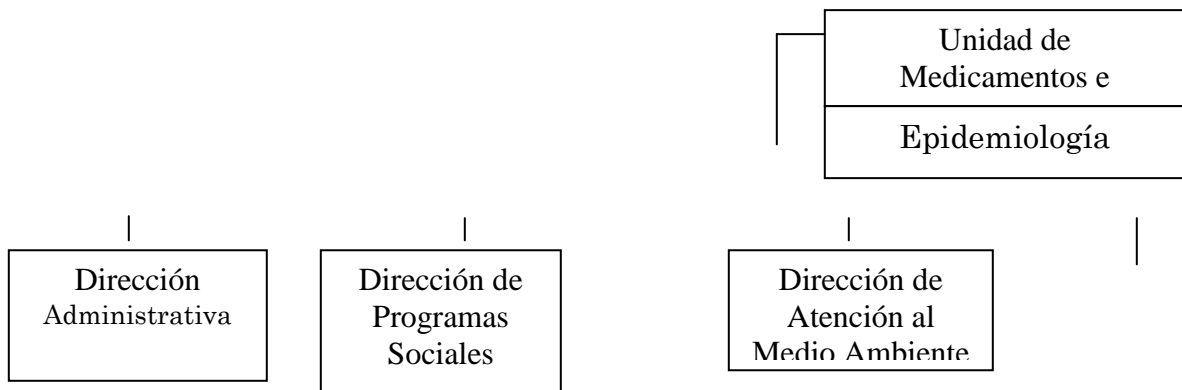 Unidad de
Medicamentos e
Epidemiología
Dirección
Administrativa
Dirección de
Programas
Sociales
Dirección de
Atención al
Medio Ambiente